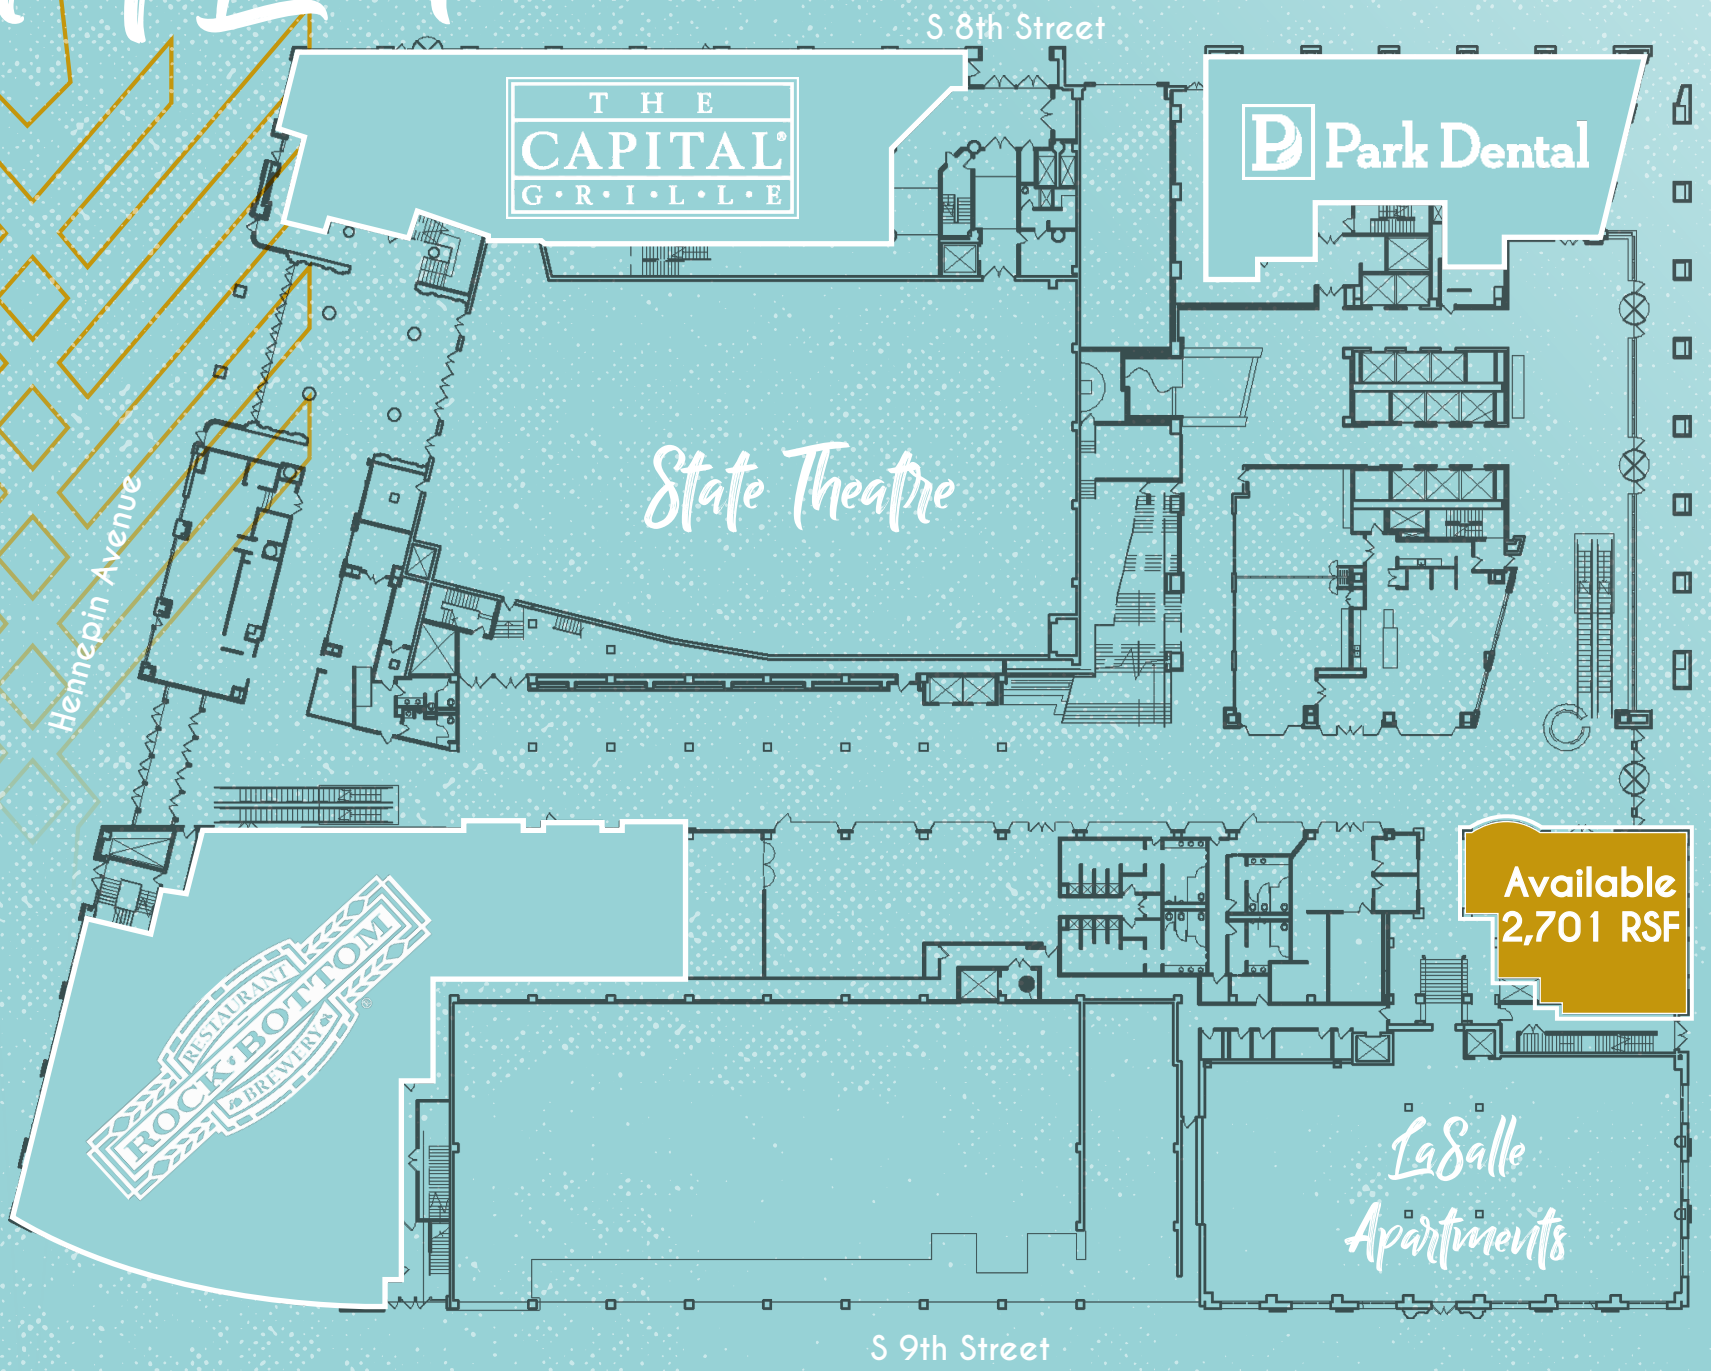 S 8th Street
THE
CAPITAL®
G·R·I·L·L·E
Park Dental
State Theatre
Hennepin Avenue
Available
2,701 RSF
RESTAURANT
ROCK BOTTOM
BREWERY
®
LaSalle
Apartments
S 9th Street